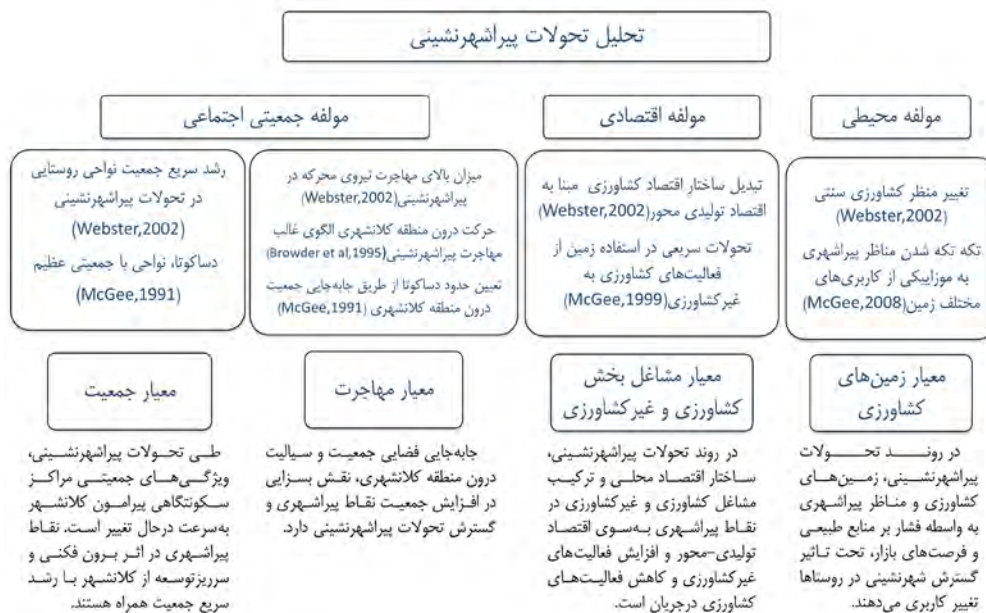 تحلیل تحولات پیراشهرنشینی
مولفه محیطی
مولفه اقتصادی
مولفه جمعیتی اجتماعی
تغییر منظر کشاورزی سنتی
(Webster,2002)
تکه تکه شدن مناظر پیراشهری
به موزاییکی از کاربری‌های
مختلف زمین(McGee,2008)
تبدیل ساختارِ اقتصاد کشاورزی مبنا به
اقتصاد تولیدی محور(Webster,2002)
تحولات سریعی در استفاده زمین از
فعالیت‌های کشاورزی به
غیرکشاورزی(McGee,1999)
میزان بالای مهاجرت نیروی محرکه در
پیراشهرنشینی(Webster,2002)
حرکت درون منطقه کلانشهری الگوی غالب
مهاجرت پیراشهرنشینی(Browder et al,1995)
تعیین حدود دساکوتا از طریق جابه‌جایی جمعیت
درون منطقه کلانشهری (McGee,1991)
رشد سریع جمعیت نواحی روستایی
در تحولات پیراشهرنشینی
(Webster,2002)
دساکوتا، نواحی با جمعیتی عظیم
(McGee,1991)
معیار زمین‌های
کشاورزی
معیار مشاغل بخش
کشاورزی و غیرکشاورزی
معیار مهاجرت
معیار جمعیت
در رونـــد تحـــولات
پیراشهرنشینی، زمین‌های
کشاورزی و مناظر پیراشهری
به واسطه فشار بر منابع طبیعی
و فرصت‌های بازار، تحت تاثیر
گسترش شهرنشینی در روستاها
تغییر کاربری می‌دهند.
در روند تحولات پیراشهرنشینی،
ساختار اقتصاد محلی و ترکیب
مشاغل کشاورزی و غیرکشاورزی در
نقاط پیراشهری به‌سوی اقتصاد
تولیدی-محور و افزایش فعالیت‌های
غیرکشاورزی و کاهش فعالیت‌های
کشاورزی درجریان است.
جابه‌جایی فضایی جمعیت و سیالیت
درون منطقه کلانشهری، نقش بسزایی
در افزایش جمعیت نقاط پیراشهری و
گسترش تحولات پیراشهرنشینی دارد.
طی تحولات پیراشهرنشینی،
ویژگی‌های جمعیتی مراکز
سکونتگاهی پیرامون کلانشهر
به‌سرعت درحال تغییر است. نقاط
پیراشهری در اثر برون فکنی و
سرریزتوسعه از کلانشهر با رشد
سریع جمعیت همراه هستند.